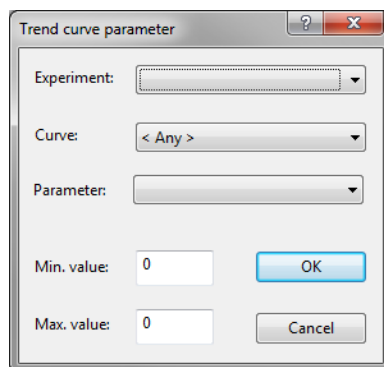 Trend curve parameter
?
Experiment:
Curve: < Any >
Parameter:
Min. value: 0 OK
Max. value: 0 Cancel